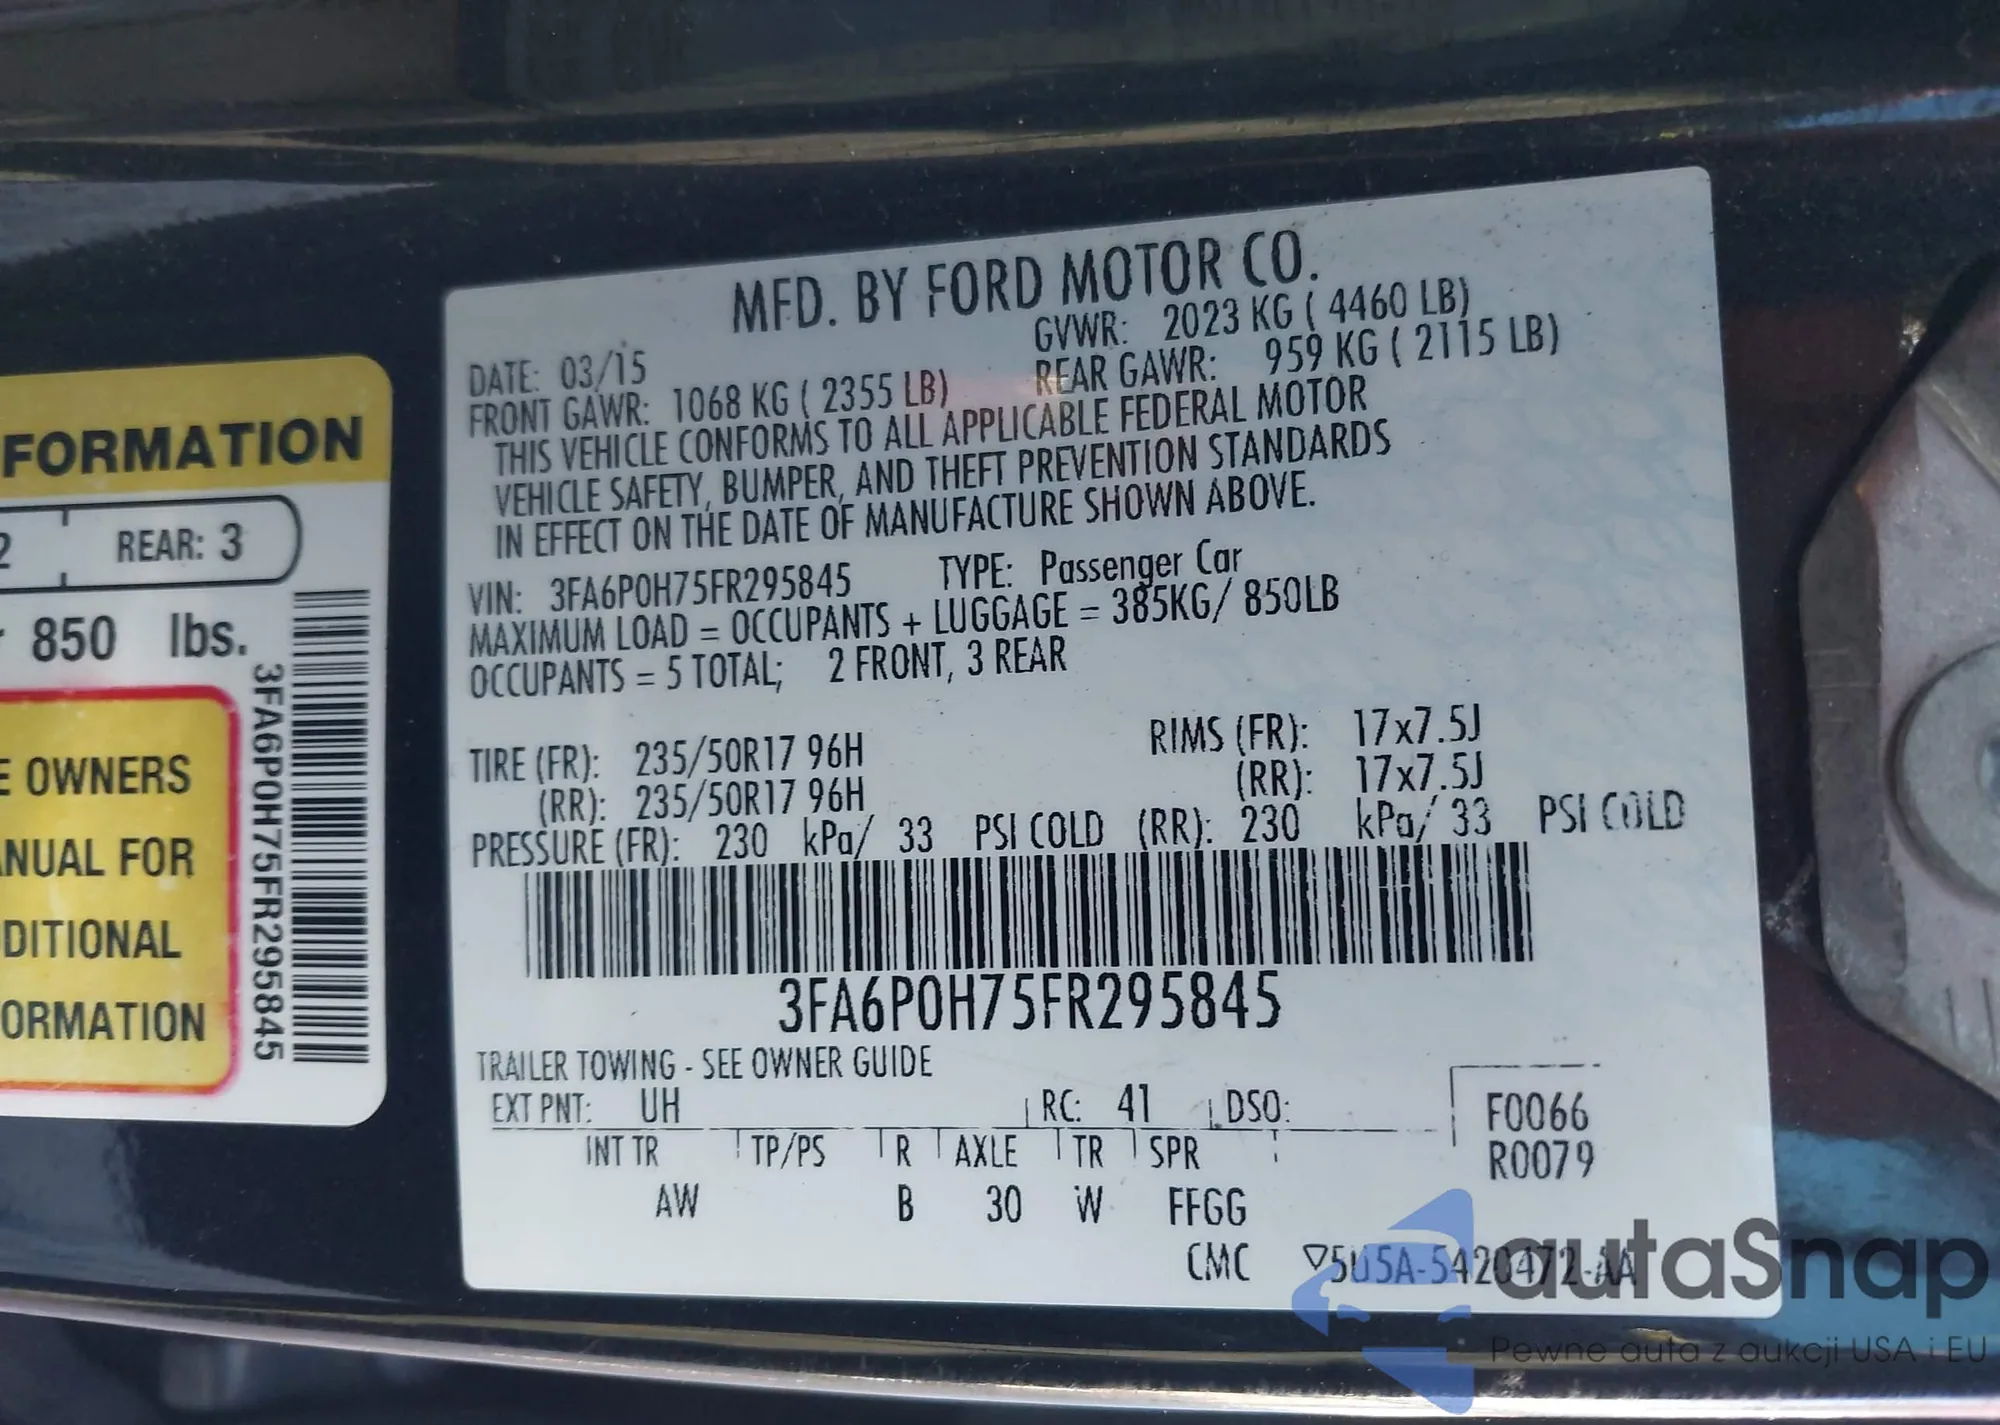 FORMATION
2 REAR: 3
850 lbs.
E OWNERS
ANUAL FOR
DITIONAL
ORMATION
3FA6P0H75FR295845
MFD. BY FORD MOTOR CO.
DATE: 03/15 GVWR: 2023 KG ( 4460 LB)
FRONT GAWR: 1068 KG ( 2355 LB) REAR GAWR: 959 KG ( 2115 LB)
THIS VEHICLE CONFORMS TO ALL APPLICABLE FEDERAL MOTOR
VEHICLE SAFETY, BUMPER, AND THEFT PREVENTION STANDARDS
IN EFFECT ON THE DATE OF MANUFACTURE SHOWN ABOVE.
VIN: 3FA6P0H75FR295845 TYPE: Passenger Car
MAXIMUM LOAD = OCCUPANTS + LUGGAGE = 385KG/ 850LB
OCCUPANTS = 5 TOTAL; 2 FRONT, 3 REAR
TIRE (FR): 235/50R17 96H RIMS (FR): 17x7.5J
(RR): 235/50R17 96H (RR): 17x7.5J
PRESSURE (FR): 230 kPa/ 33 PSI COLD (RR): 230 kPa/ 33 PSI COLD
3FA6P0H75FR295845
TRAILER TOWING - SEE OWNER GUIDE
EXT PNT: UH RC: 41 DSO: F0066
INT TR TP/PS R AXLE TR SPR R0079
AW B 30 W FFGG
CMC ▽5U5A-5420472-AA
autaSnap
Pewne auta z aukcji USA i EU